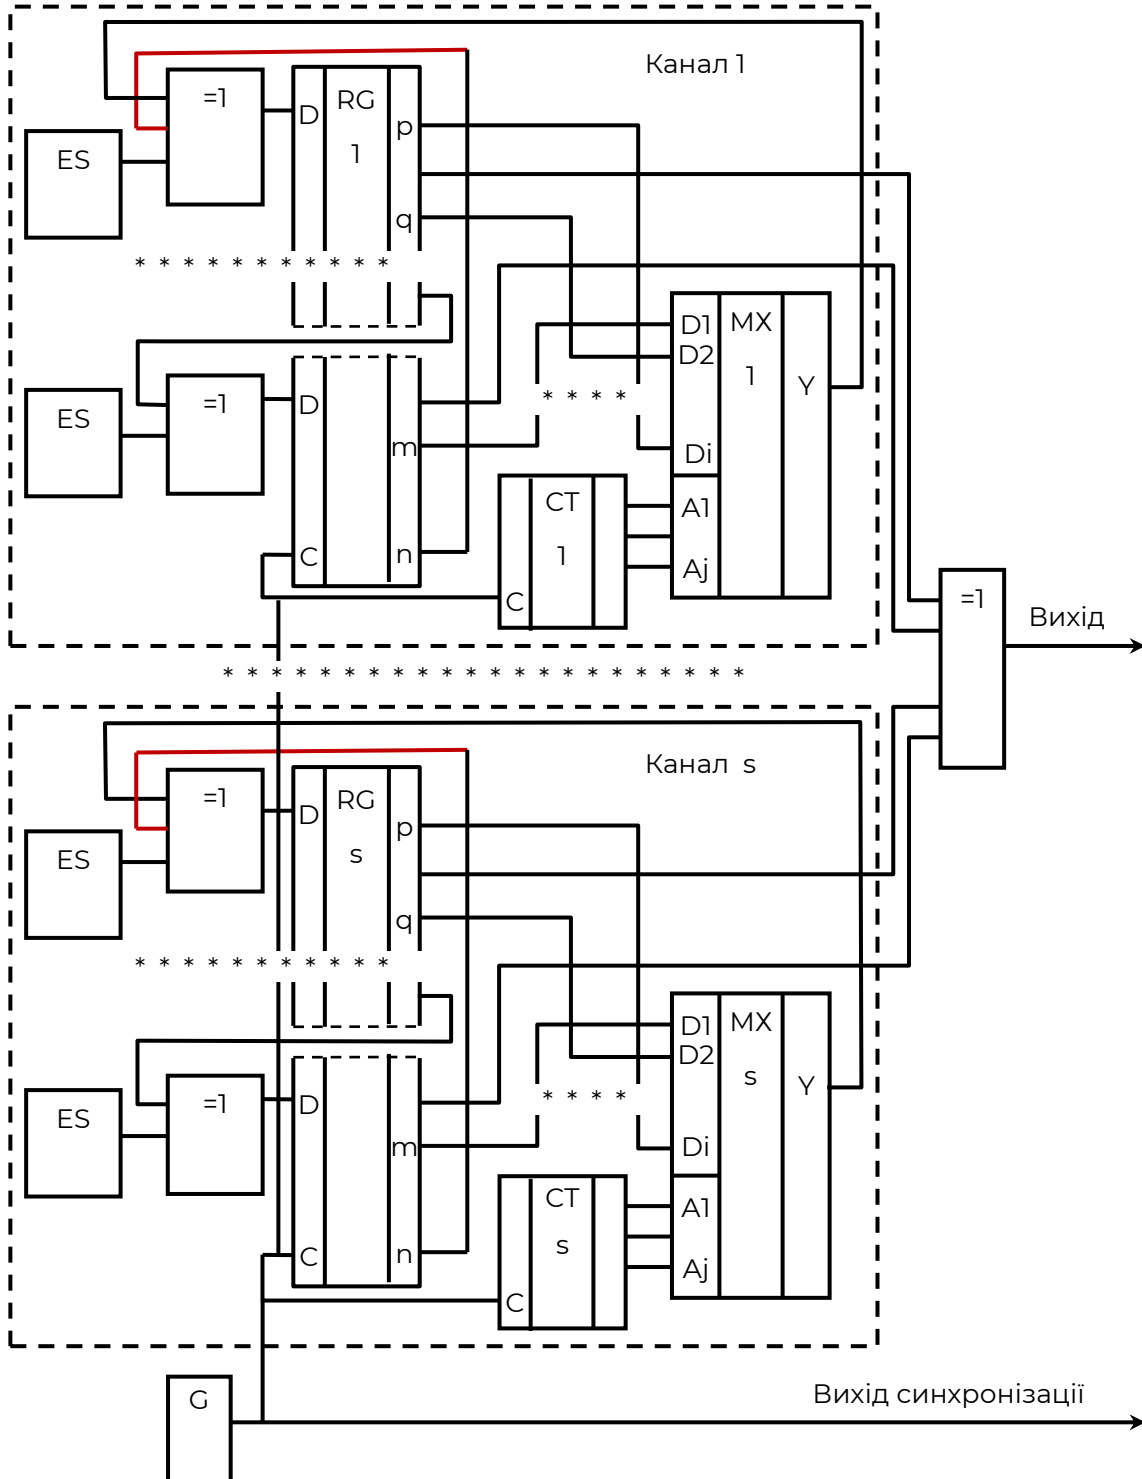 Канал 1
=1
D
RG
1
p
ES
q
* * * * * * * * * * *
D1
MX
D2
1
Y
=1
D
* * * *
ES
m
Di
CT
A1
1
C
n
Aj
C
=1
Вихід
* * * * * * * * * * * * * * * * * * * * * *
Канал s
=1
D
RG
s
p
ES
q
* * * * * * * * * * *
D1
MX
D2
s
Y
=1
D
* * * *
ES
m
Di
CT
A1
s
C
n
Aj
C
G
Вихід синхронізації